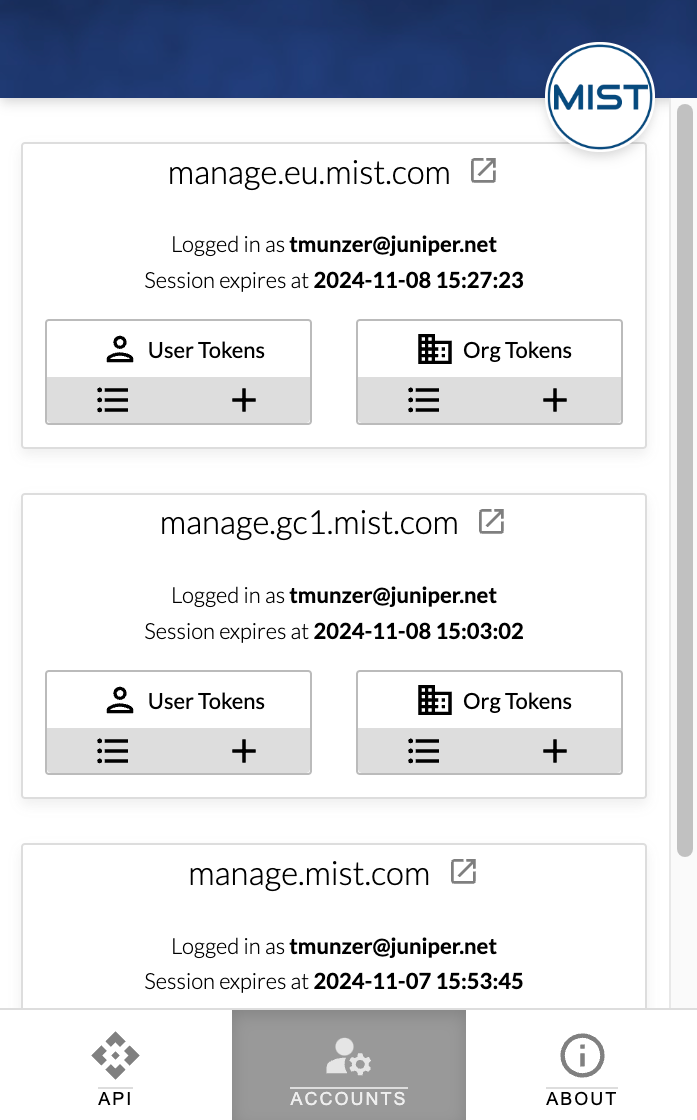 MIST
manage.eu.mist.com
Logged in as tmunzer@juniper.net
Session expires at 2024-11-08 15:27:23
User Tokens
Org Tokens
manage.gc1.mist.com
Logged in as tmunzer@juniper.net
Session expires at 2024-11-08 15:03:02
User Tokens
Org Tokens
manage.mist.com
Logged in as tmunzer@juniper.net
Session expires at 2024-11-07 15:53:45
API
ACCOUNTS
ABOUT